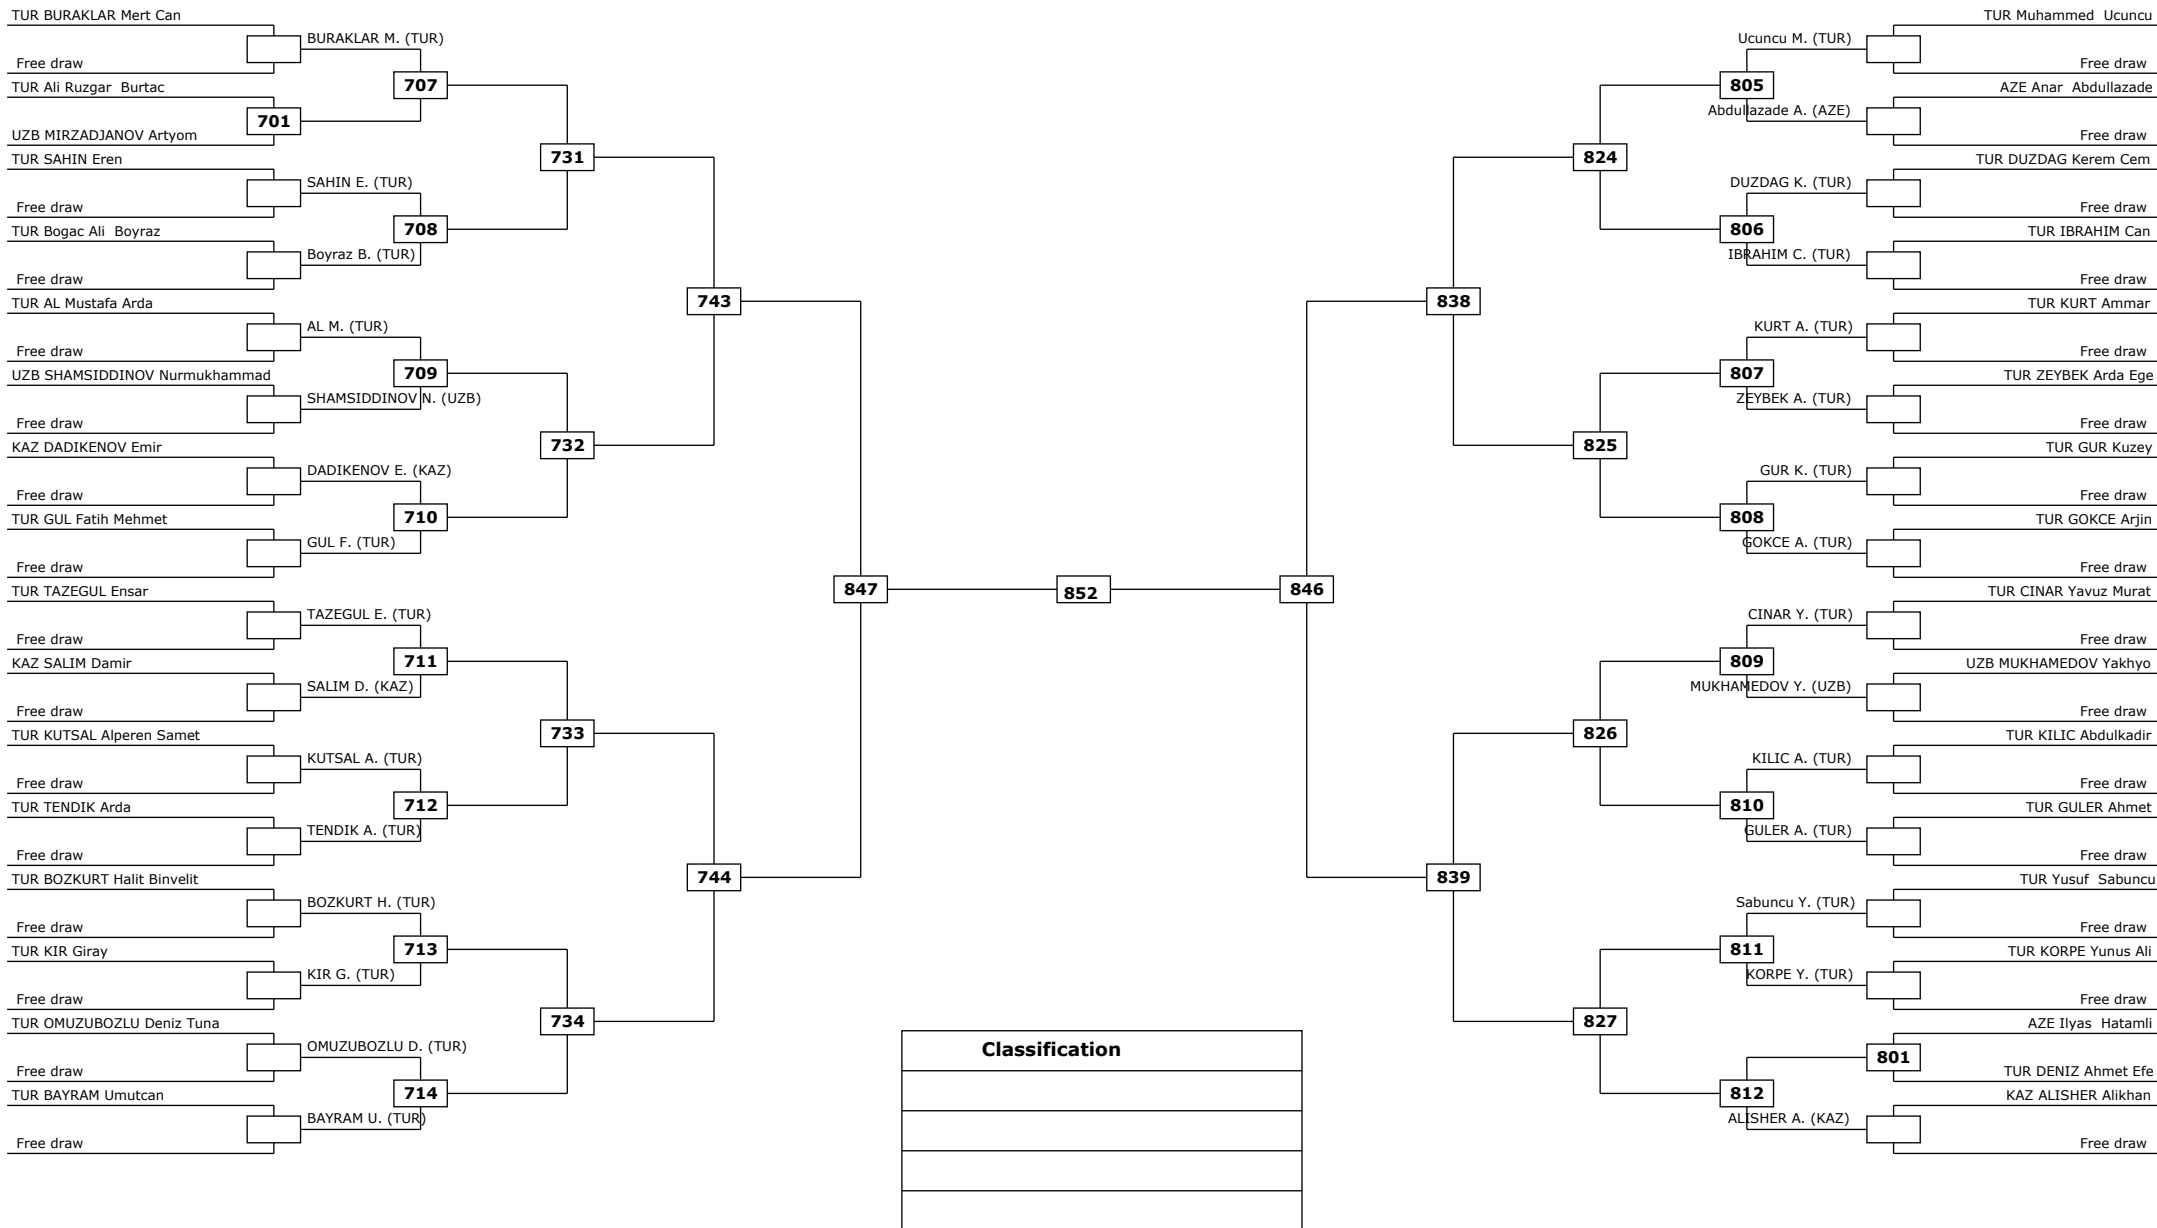 TUR BURAKLAR Mert Can
BURAKLAR M. (TUR)
Free draw
707
TUR Ali Ruzgar  Burtac
701
UZB MIRZADJANOV Artyom
731
TUR SAHIN Eren
SAHIN E. (TUR)
Free draw
708
TUR Bogac Ali  Boyraz
Boyraz B. (TUR)
Free draw
743
TUR AL Mustafa Arda
AL M. (TUR)
Free draw
709
UZB SHAMSIDDINOV Nurmukhammad
SHAMSIDDINOV N. (UZB)
Free draw
732
KAZ DADIKENOV Emir
DADIKENOV E. (KAZ)
Free draw
710
TUR GUL Fatih Mehmet
GUL F. (TUR)
Free draw
847
TUR TAZEGUL Ensar
TAZEGUL E. (TUR)
Free draw
711
KAZ SALIM Damir
SALIM D. (KAZ)
Free draw
733
TUR KUTSAL Alperen Samet
KUTSAL A. (TUR)
Free draw
712
TUR TENDIK Arda
TENDIK A. (TUR)
Free draw
744
TUR BOZKURT Halit Binvelit
BOZKURT H. (TUR)
Free draw
713
TUR KIR Giray
KIR G. (TUR)
Free draw
734
TUR OMUZUBOZLU Deniz Tuna
OMUZUBOZLU D. (TUR)
Free draw
714
TUR BAYRAM Umutcan
BAYRAM U. (TUR)
Free draw
852
Classification
TUR Muhammed  Ucuncu
Ucuncu M. (TUR)
Free draw
805
AZE Anar  Abdullazade
Abdullazade A. (AZE)
Free draw
824
TUR DUZDAG Kerem Cem
DUZDAG K. (TUR)
Free draw
806
TUR IBRAHIM Can
IBRAHIM C. (TUR)
Free draw
838
TUR KURT Ammar
KURT A. (TUR)
Free draw
807
TUR ZEYBEK Arda Ege
ZEYBEK A. (TUR)
Free draw
825
TUR GUR Kuzey
GUR K. (TUR)
Free draw
808
TUR GOKCE Arjin
GOKCE A. (TUR)
Free draw
846
TUR CINAR Yavuz Murat
CINAR Y. (TUR)
Free draw
809
UZB MUKHAMEDOV Yakhyo
MUKHAMEDOV Y. (UZB)
Free draw
826
TUR KILIC Abdulkadir
KILIC A. (TUR)
Free draw
810
TUR GULER Ahmet
GULER A. (TUR)
Free draw
839
TUR Yusuf  Sabuncu
Sabuncu Y. (TUR)
Free draw
811
TUR KORPE Yunus Ali
KORPE Y. (TUR)
Free draw
827
AZE Ilyas  Hatamli
801
TUR DENIZ Ahmet Efe
812
KAZ ALISHER Alikhan
ALISHER A. (KAZ)
Free draw